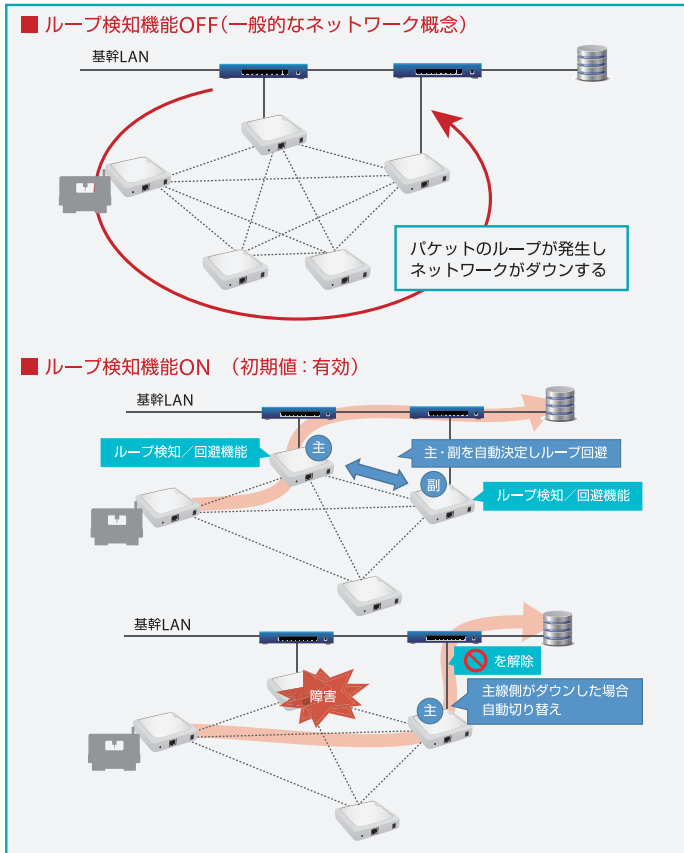 ■ ループ検知機能OFF(一般的なネットワーク概念)
基幹LAN
パケットのループが発生し
ネットワークがダウンする
■ ループ検知機能ON (初期値:有効)
基幹LAN
ループ検知/回避機能
主
主・副を自動決定しループ回避
副
ループ検知/回避機能
基幹LAN
を解除
障害
主
主線側がダウンした場合
自動切り替え